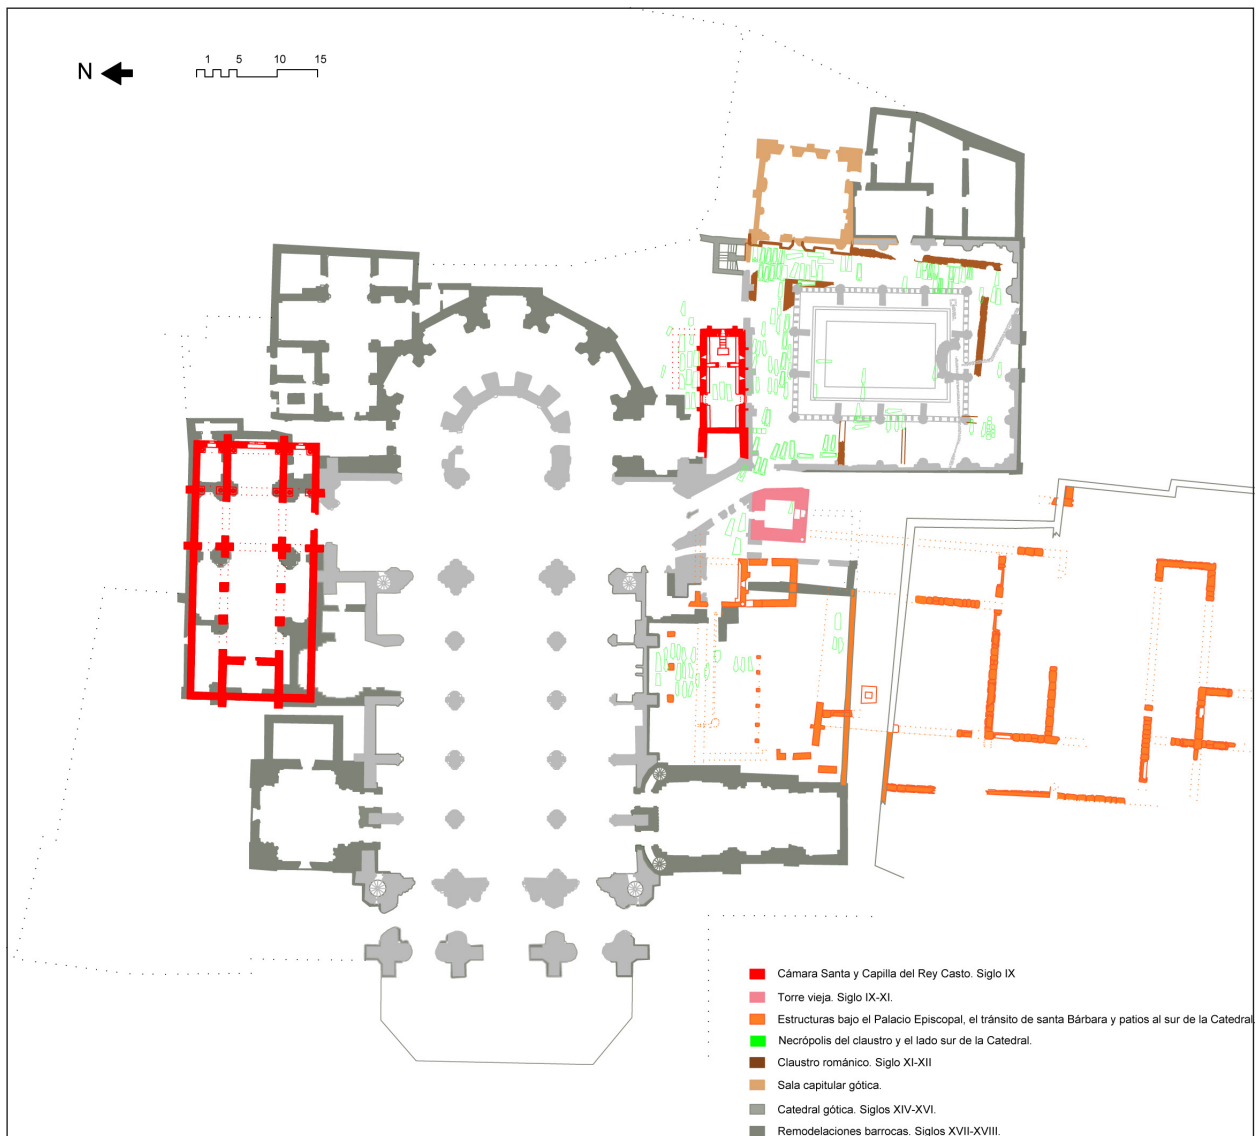 N
1 5 10 15
Cámara Santa y Capilla del Rey Casto. Siglo IX
Torre vieja. Siglo IX-XI.
Estructuras bajo el Palacio Episcopal, el tránsito de santa Bárbara y patios al sur de la Catedral.
Necrópolis del claustro y el lado sur de la Catedral.
Claustro románico. Siglo XI-XII
Sala capitular gótica.
Catedral gótica. Siglos XIV-XVI.
Remodelaciones barrocas. Siglos XVII-XVIII.